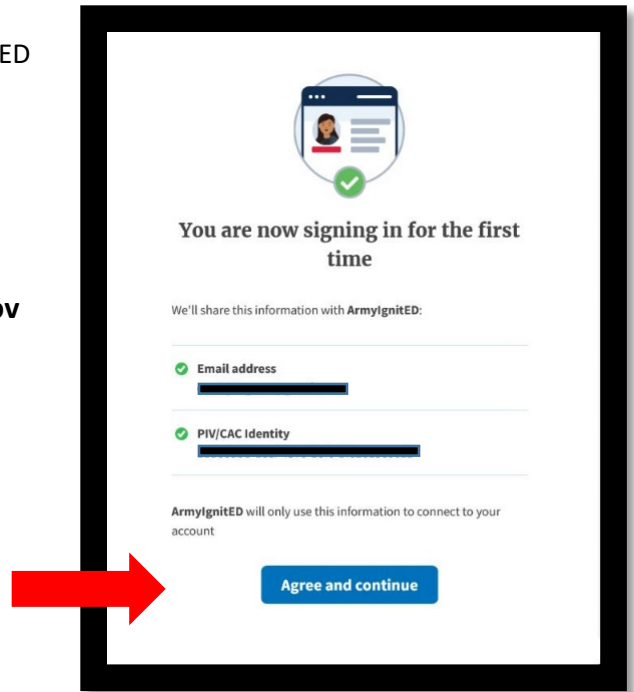 ED
You are now signing in for the first
time
We'll share this information with ArmyIgnitED:
ov
Email address
PIV/CAC Identity
ArmyIgnitED will only use this information to connect to your
account
Agree and continue